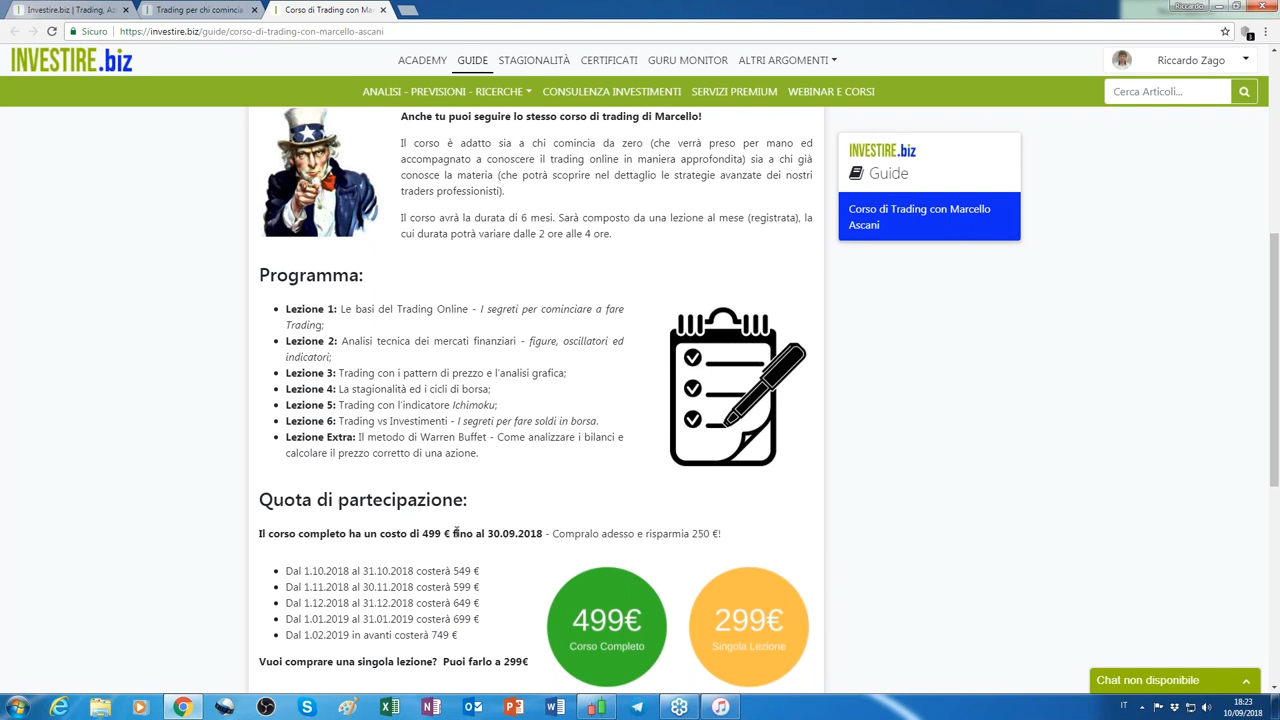 Investire.biz | Trading, Az
Trading per chi comincia
Corso di Trading con Mar
Riccardo
Sicuro
https://investire.biz/guide/corso-di-trading-con-marcello-ascani
INVESTIRE.biz
ACADEMY GUIDE STAGIONALITÀ CERTIFICATI GURU MONITOR ALTRI ARGOMENTI
Riccardo Zago
ANALISI - PREVISIONI - RICERCHE CONSULENZA INVESTIMENTI SERVIZI PREMIUM WEBINAR E CORSI
Cerca Articoli...
Anche tu puoi seguire lo stesso corso di trading di Marcello!
Il corso è adatto sia a chi comincia da zero (che verrà preso per mano ed
accompagnato a conoscere il trading online in maniera approfondita) sia a chi già
conosce la materia (che potrà scoprire nel dettaglio le strategie avanzate dei nostri
traders professionisti).
Il corso avrà la durata di 6 mesi. Sarà composto da una lezione al mese (registrata), la
cui durata potrà variare dalle 2 ore alle 4 ore.
INVESTIRE.biz
Guide
Corso di Trading con Marcello
Ascani
Programma:
Lezione 1: Le basi del Trading Online - I segreti per cominciare a fare
Trading;
Lezione 2: Analisi tecnica dei mercati finanziari - figure, oscillatori ed
indicatori;
Lezione 3: Trading con i pattern di prezzo e l'analisi grafica;
Lezione 4: La stagionalità ed i cicli di borsa;
Lezione 5: Trading con l'indicatore Ichimoku;
Lezione 6: Trading vs Investimenti - I segreti per fare soldi in borsa.
Lezione Extra: Il metodo di Warren Buffet - Come analizzare i bilanci e
calcolare il prezzo corretto di una azione.
Quota di partecipazione:
Il corso completo ha un costo di 499 € fino al 30.09.2018 - Compralo adesso e risparmia 250 €!
Dal 1.10.2018 al 31.10.2018 costerà 549 €
Dal 1.11.2018 al 30.11.2018 costerà 599 €
Dal 1.12.2018 al 31.12.2018 costerà 649 €
Dal 1.01.2019 al 31.01.2019 costerà 699 €
Dal 1.02.2019 in avanti costerà 749 €
499€
Corso Completo
299€
Singola Lezione
Vuoi comprare una singola lezione? Puoi farlo a 299€
Chat non disponibile
IT
18:23
10/09/2018